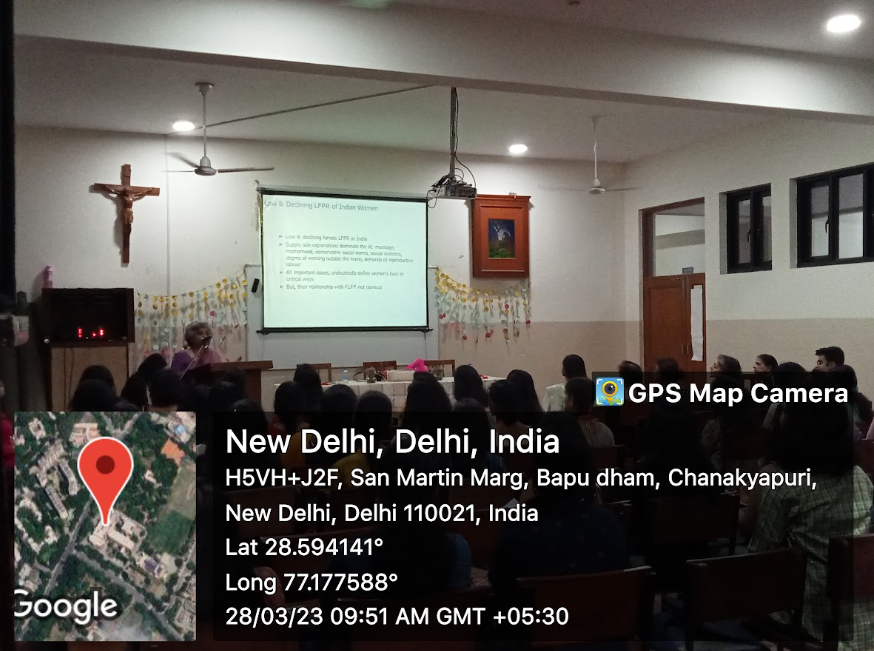 Low & Declining LFPR of Indian Women
Low & declining female LFPR in India
Supply side explanations dominate the lit: marriage,
motherhood, conservative social norms, sexual violence,
degree of working outside the home, demands of reproductive
labour
All important issues, undoubtedly define women's lives in
critical ways
But, their relationship with FLFP not obvious
GPS Map Camera
New Delhi, Delhi, India
H5VH+J2F, San Martin Marg, Bapu dham, Chanakyapuri,
New Delhi, Delhi 110021, India
Lat 28.594141°
Long 77.177588°
28/03/23 09:51 AM GMT +05:30
Google